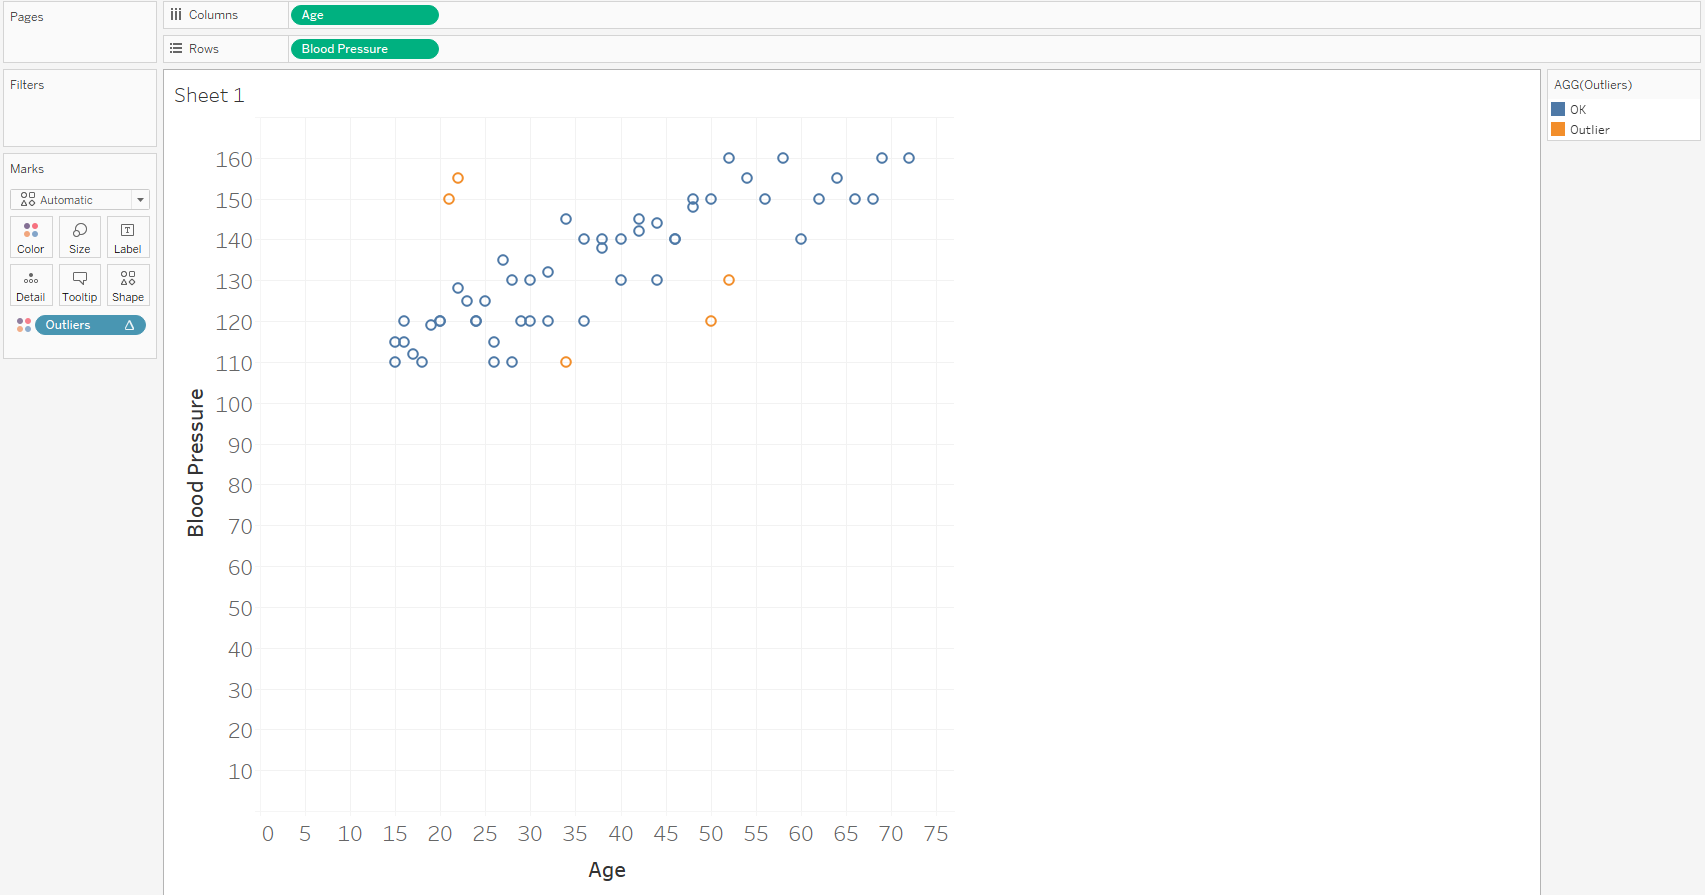 Pages
Columns
Age
Rows
Blood Pressure
Filters
Marks
Automatic
Color
Size
Label
Detail
Tooltip
Shape
Outliers
Sheet 1
160
150
140
130
120
110
100
90
80
70
60
50
40
30
20
10
Blood Pressure
0 5 10 15 20 25 30 35 40 45 50 55 60 65 70 75
Age
AGG(Outliers)
OK
Outlier